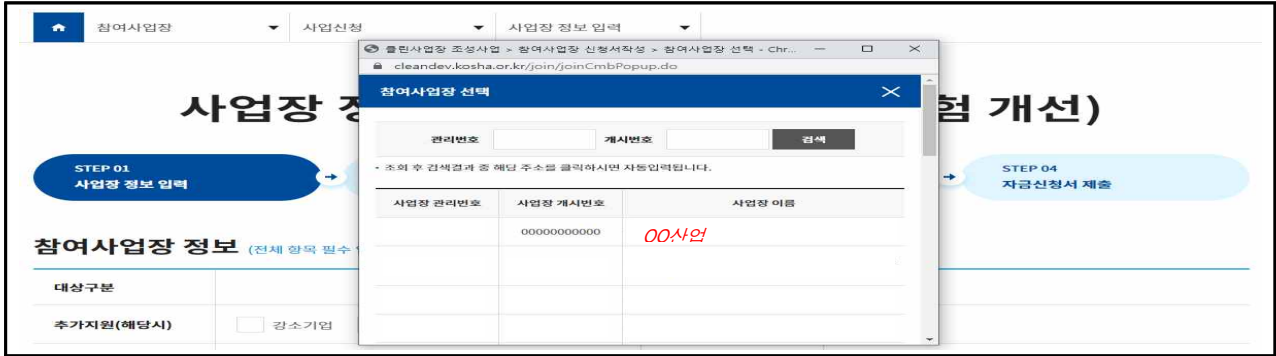 참여사업장 사업신청 사업장 정보 입력
클린사업장 조성사업 > 참여사업장 신청서작성 > 참여사업장 선택 - Chr...
cleandev.kosha.or.kr/join/joinCmbPopup.do
참여사업장 선택
사업장 정 험 개선)
관리번호 개시번호 검색
• 조회 후 검색결과 중 해당 주소를 클릭하시면 자동입력됩니다.
STEP 01
사업장 정보 입력
STEP 04
자금신청서 제출
사업장 관리번호 사업장 개시번호 사업장 이름
00000000000 OO사업
참여사업장 정보 (전체 항목 필수
대상구분
추가지원(해당시) 강소기업